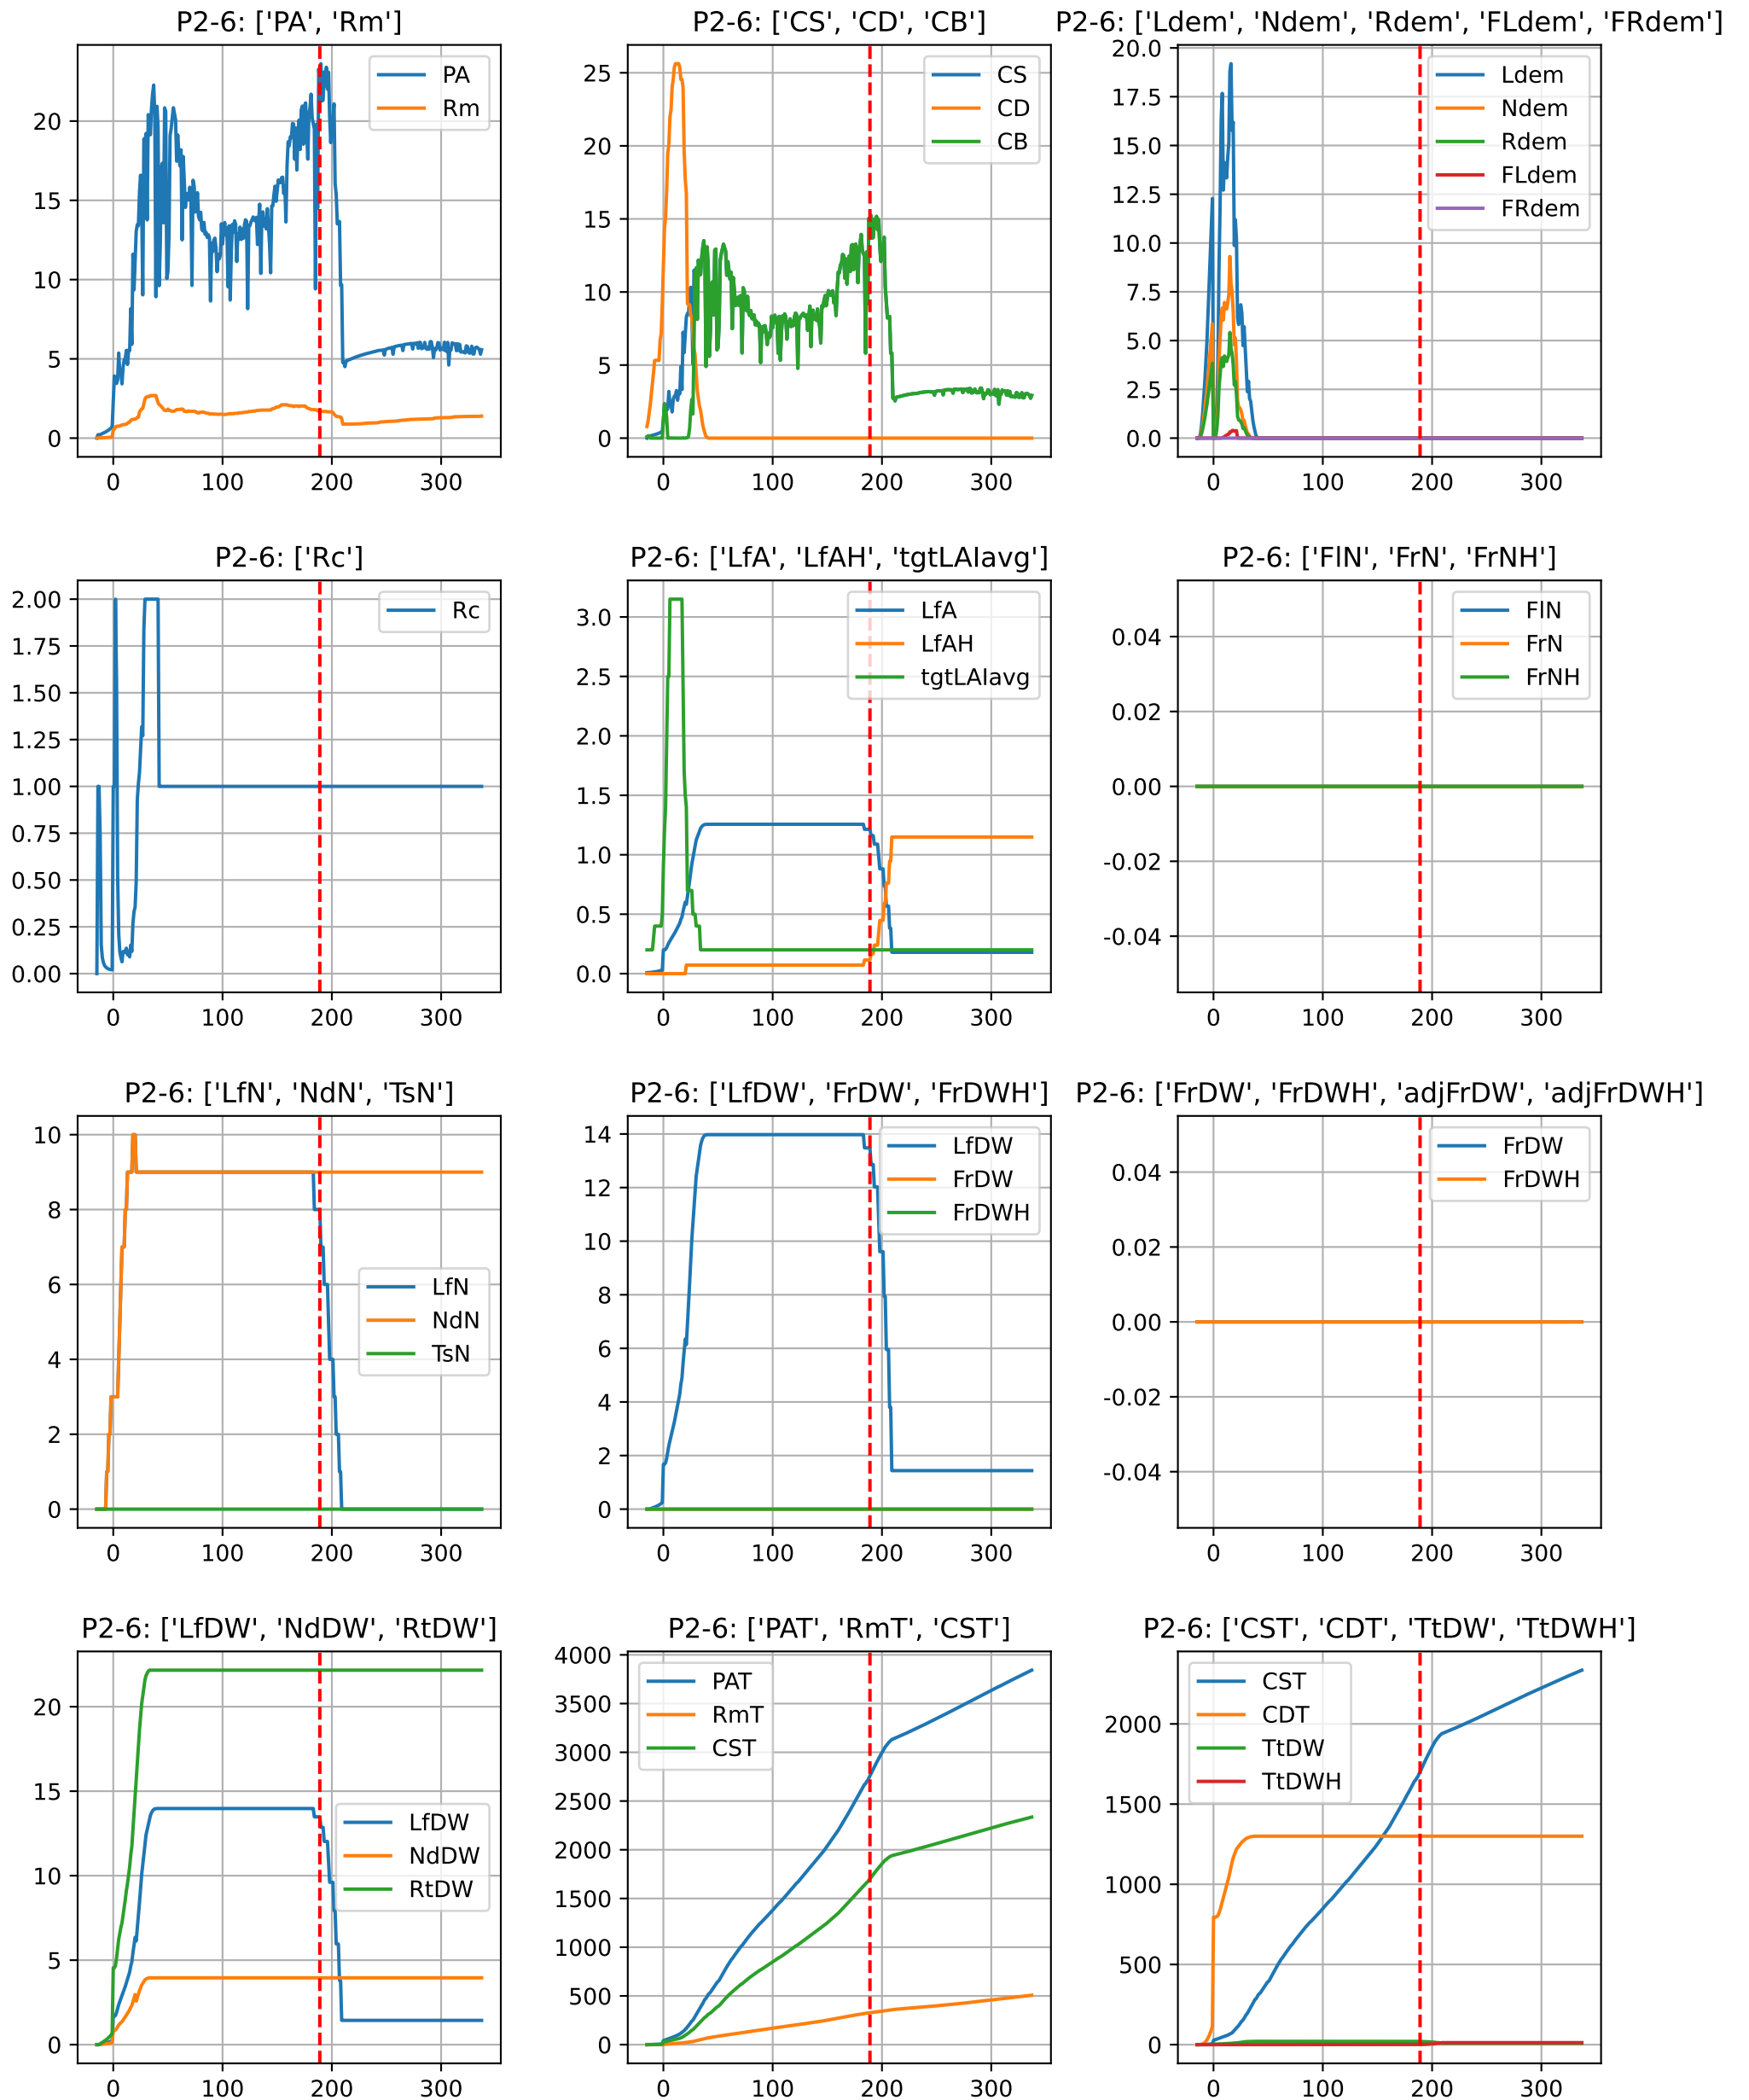 P2-6: ['PA', 'Rm']
PA
Rm
20
15
10
5
0
0 100 200 300
P2-6: ['CS', 'CD', 'CB']
CS
CD
CB
25
20
15
10
5
0
0 100 200 300
P2-6: ['Ldem', 'Ndem', 'Rdem', 'FLdem', 'FRdem']
Ldem
Ndem
Rdem
FLdem
FRdem
20.0
17.5
15.0
12.5
10.0
7.5
5.0
2.5
0.0
0 100 200 300
P2-6: ['Rc']
Rc
2.00
1.75
1.50
1.25
1.00
0.75
0.50
0.25
0.00
0 100 200 300
P2-6: ['LfA', 'LfAH', 'tgtLAIavg']
LfA
LfAH
tgtLAIavg
3.0
2.5
2.0
1.5
1.0
0.5
0.0
0 100 200 300
P2-6: ['FlN', 'FrN', 'FrNH']
FlN
FrN
FrNH
0.04
0.02
0.00
-0.02
-0.04
0 100 200 300
P2-6: ['LfN', 'NdN', 'TsN']
LfN
NdN
TsN
10
8
6
4
2
0
0 100 200 300
P2-6: ['LfDW', 'FrDW', 'FrDWH']
LfDW
FrDW
FrDWH
14
12
10
8
6
4
2
0
0 100 200 300
P2-6: ['FrDW', 'FrDWH', 'adjFrDW', 'adjFrDWH']
FrDW
FrDWH
0.04
0.02
0.00
-0.02
-0.04
0 100 200 300
P2-6: ['LfDW', 'NdDW', 'RtDW']
LfDW
NdDW
RtDW
20
15
10
5
0
0 100 200 300
P2-6: ['PAT', 'RmT', 'CST']
PAT
RmT
CST
4000
3500
3000
2500
2000
1500
1000
500
0
0 100 200 300
P2-6: ['CST', 'CDT', 'TtDW', 'TtDWH']
CST
CDT
TtDW
TtDWH
2000
1500
1000
500
0
0 100 200 300